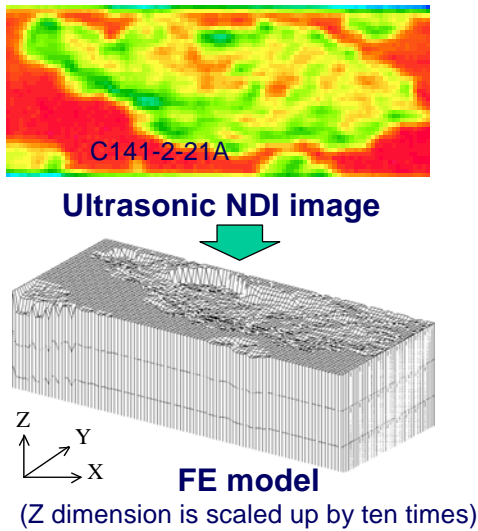 C141-2-21A
Ultrasonic NDI image
Z
Y
X
FE model
(Z dimension is scaled up by ten times)